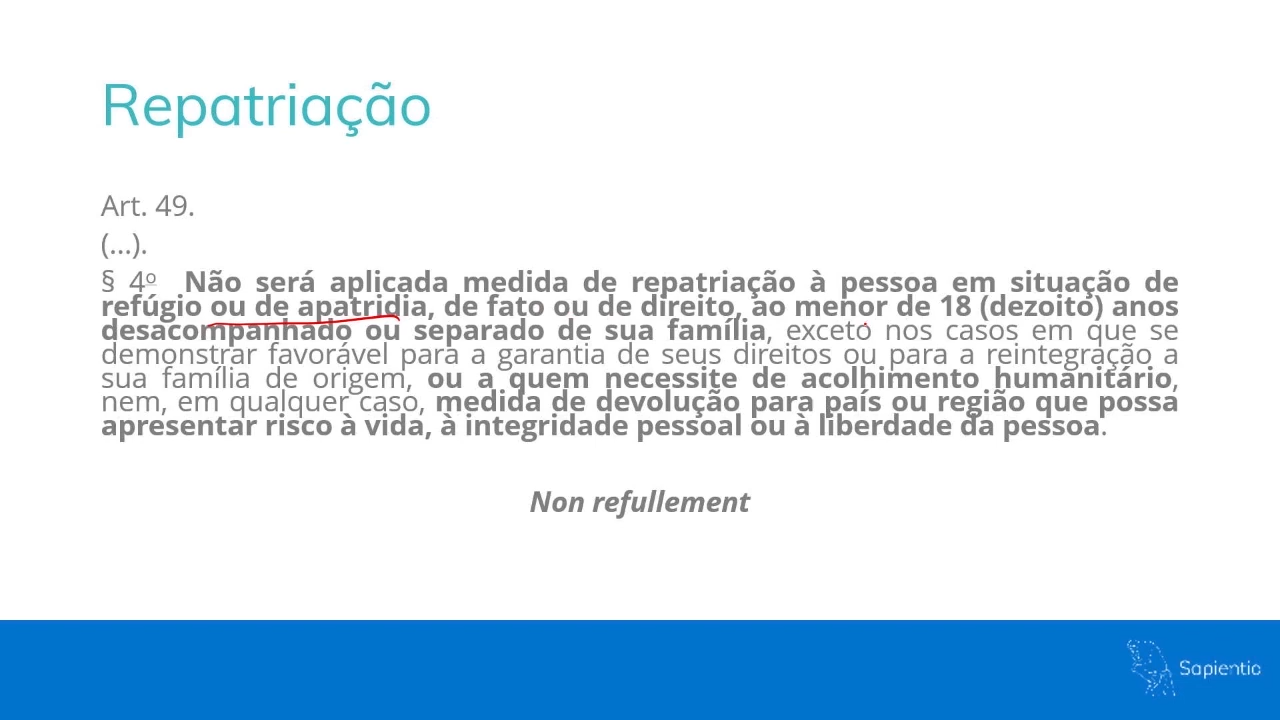 Repatriação
Art. 49.
(...).
§ 4º Não será aplicada medida de repatriação à pessoa em situação de
refúgio ou de apatridia, de fato ou de direito, ao menor de 18 (dezoito) anos
desacompanhado ou separado de sua família, exceto nos casos em que se
demonstrar favorável para a garantia de seus direitos ou para a reintegração a
sua família de origem, ou a quem necessite de acolhimento humanitário,
nem, em qualquer caso, medida de devolução para país ou região que possa
apresentar risco à vida, à integridade pessoal ou à liberdade da pessoa.
Non refullement
Sapientia